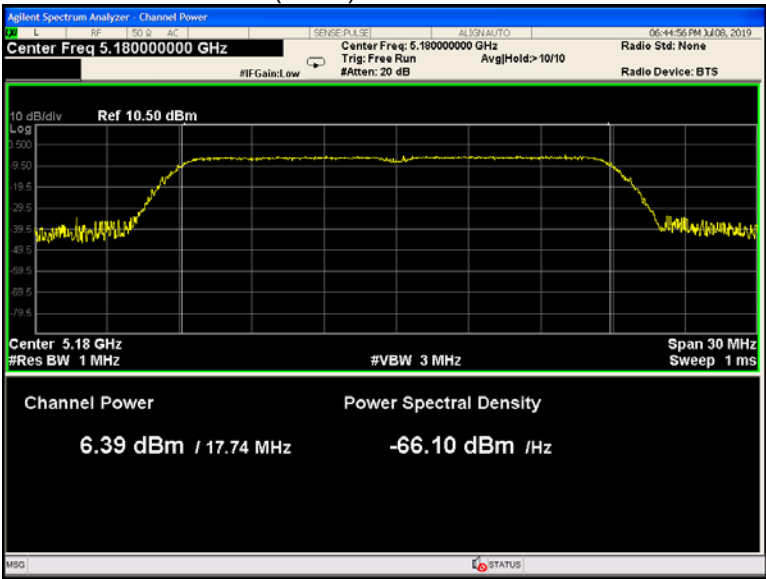 Agilent Spectrum Analyzer - Channel Power
L RF 50 Ω AC SENSE:PULSE ALIGNAUTO 06:44:56 PM Jul 08, 2019
Center Freq 5.180000000 GHz
Center Freq: 5.180000000 GHz
Radio Std: None
Trig: Free Run
Avg|Hold:>10/10
#IFGain:Low
#Atten: 20 dB
Radio Device: BTS
10 dB/div Ref 10.50 dBm
Log
0.500
-9.50
-19.5
-29.5
-39.5
-49.5
-59.5
-69.5
-79.5
Center 5.18 GHz
Span 30 MHz
#Res BW 1 MHz
#VBW 3 MHz
Sweep 1 ms
Channel Power
Power Spectral Density
6.39 dBm / 17.74 MHz
-66.10 dBm /Hz
MSG
STATUS